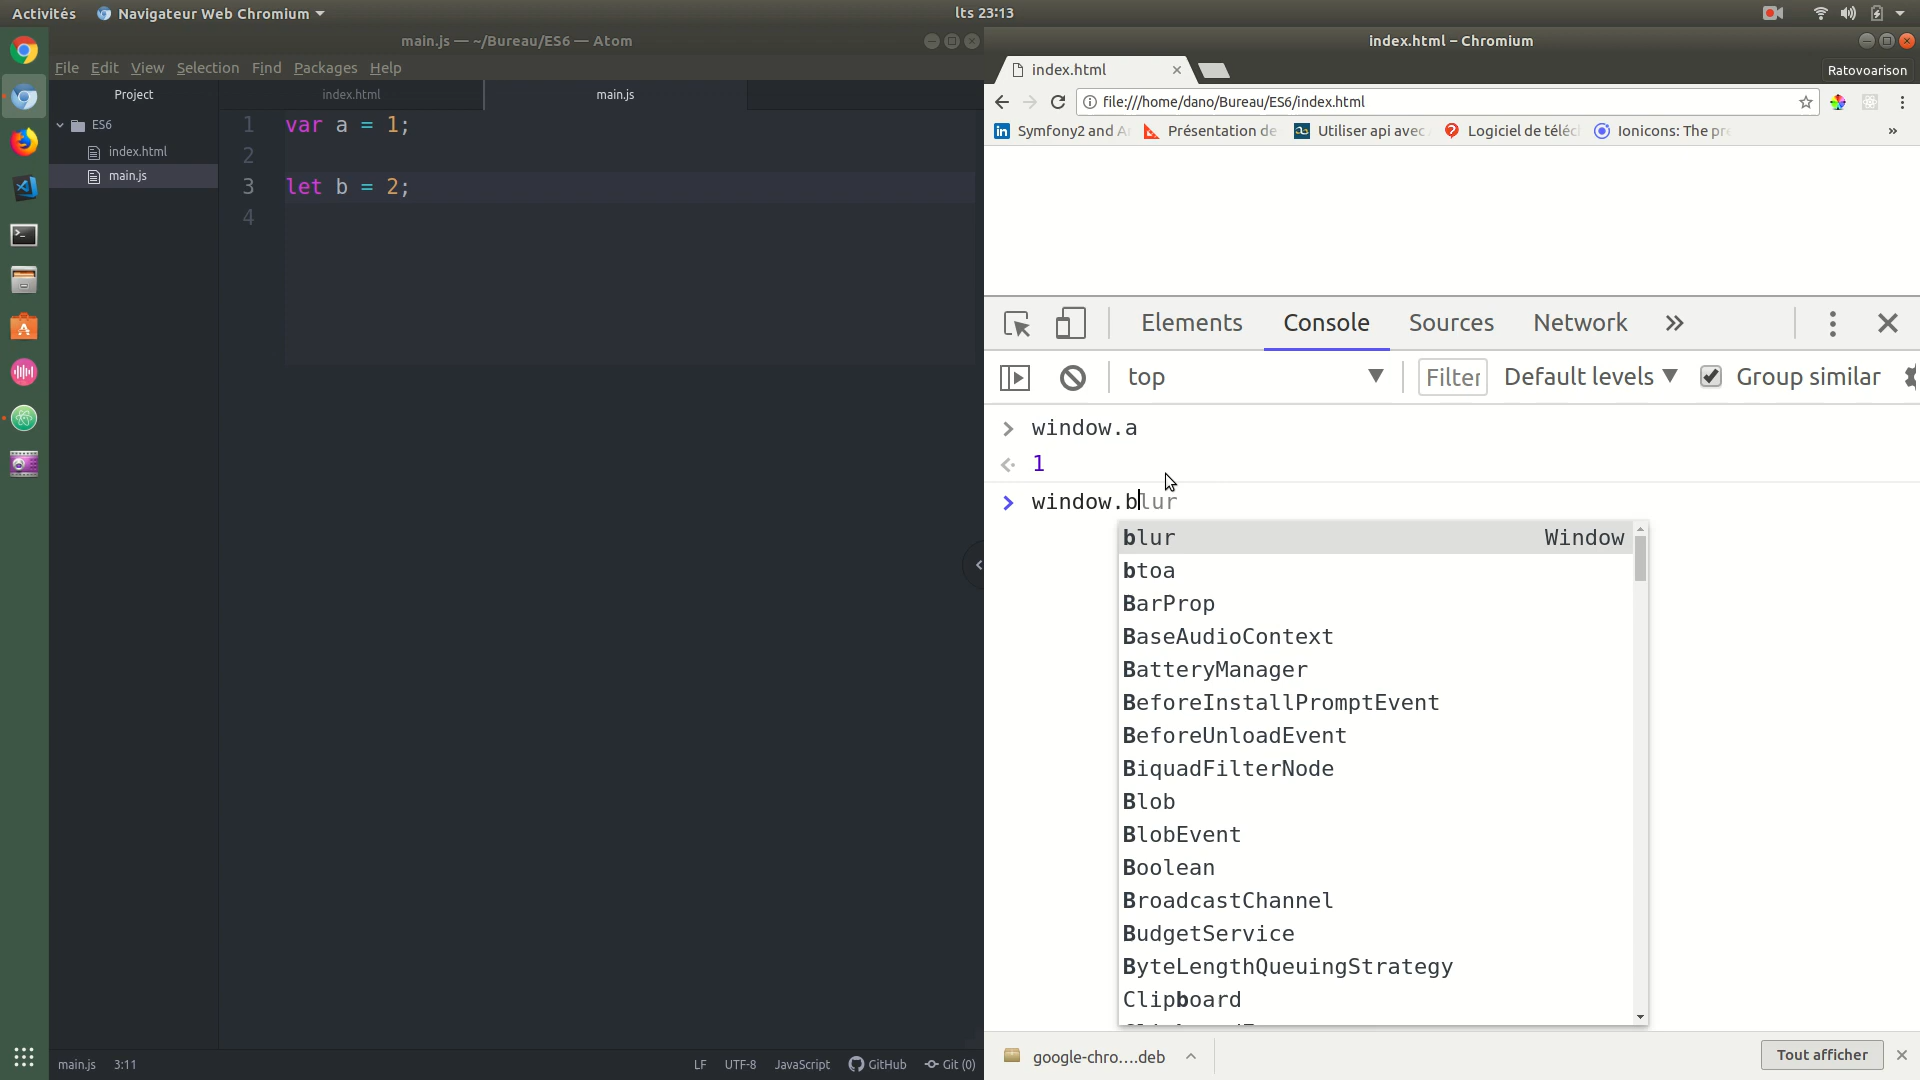 Activités Navigateur Web Chromium lts 23:13
main.js — ~/Bureau/ES6 — Atom
File Edit View Selection Find Packages Help
Project
index.html main.js
ES6
index.html
main.js
1 var a = 1;
2
3 let b = 2;
4
main.js 3:11 LF UTF-8 JavaScript GitHub Git (0)
index.html – Chromium
index.html Ratovoarison
file:///home/dano/Bureau/ES6/index.html
Symfony2 and A Présentation de Utiliser api avec Logiciel de téléc Ionicons: The pre »
Elements Console Sources Network »
top Filter Default levels Group similar
> window.a
1
> window.blur
blur Window
btoa
BarProp
BaseAudioContext
BatteryManager
BeforeInstallPromptEvent
BeforeUnloadEvent
BiquadFilterNode
Blob
BlobEvent
Boolean
BroadcastChannel
BudgetService
ByteLengthQueuingStrategy
Clipboard
google-chro….deb Tout afficher